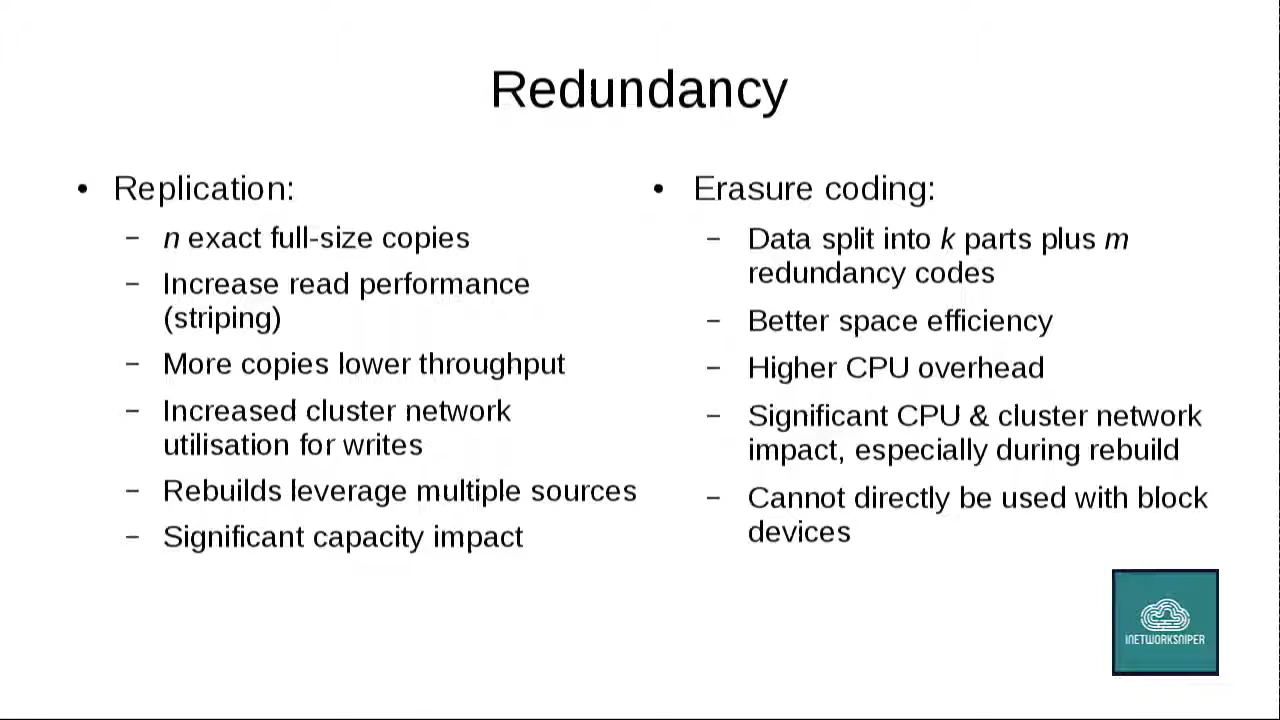 Redundancy
• Replication:
– n exact full-size copies
– Increase read performance
(striping)
– More copies lower throughput
– Increased cluster network
utilisation for writes
– Rebuilds leverage multiple sources
– Significant capacity impact
• Erasure coding:
– Data split into k parts plus m
redundancy codes
– Better space efficiency
– Higher CPU overhead
– Significant CPU & cluster network
impact, especially during rebuild
– Cannot directly be used with block
devices
INETWORKSNIPER